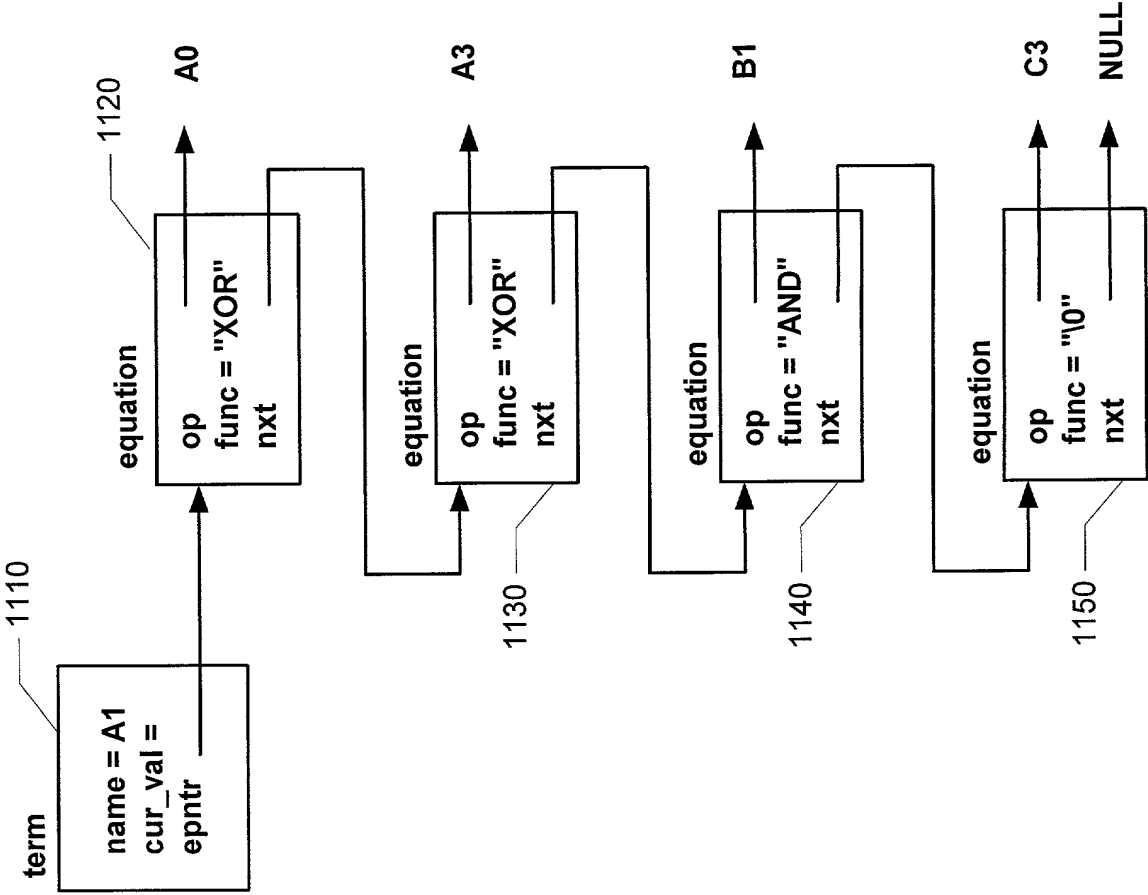 term
1110
name = A1
cur_val =
epntr
equation
1120
op
func = "XOR"
nxt
A0
equation
1130
op
func = "XOR"
nxt
A3
equation
1140
op
func = "AND"
nxt
B1
equation
1150
op
func = "\0"
nxt
C3
NULL